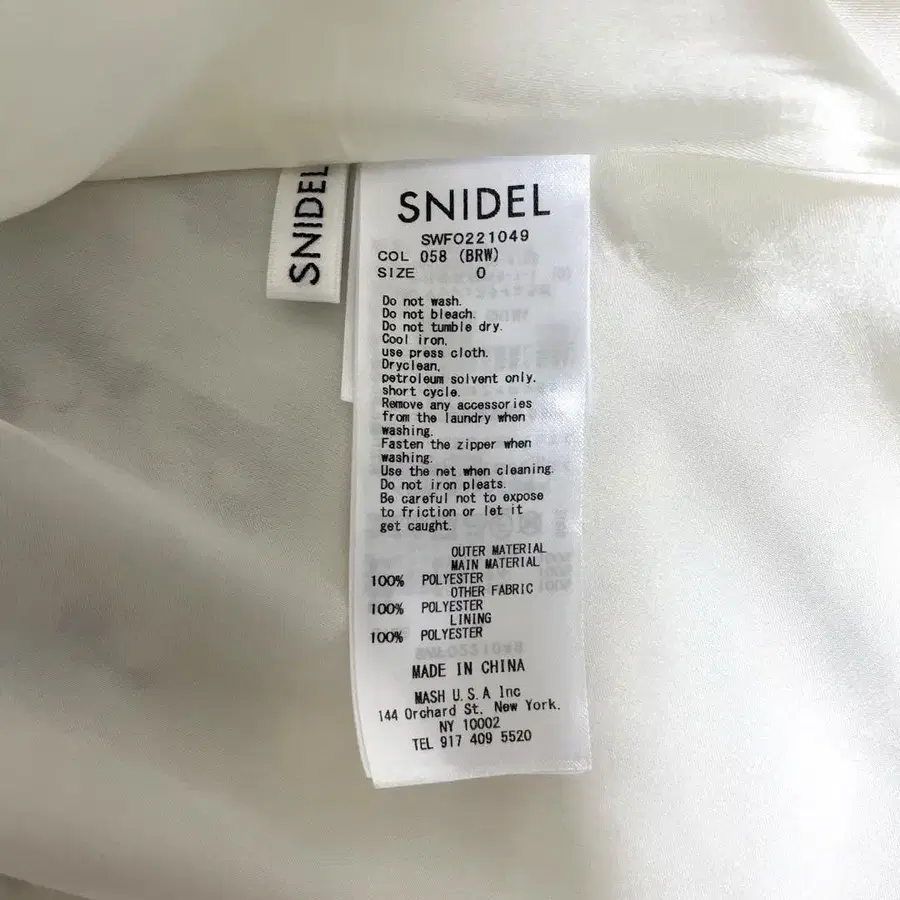 SNIDEL
SNIDEL
SWFO221049
COL 058 (BRW)
SIZE 0
Do not wash.
Do not bleach.
Do not tumble dry.
Cool iron,
use press cloth.
Dryclean,
petroleum solvent only.
short cycle.
Remove any accessories
from the laundry when
washing.
Fasten the zipper when
washing.
Use the net when cleaning.
Do not iron pleats.
Be careful not to expose
to friction or let it
get caught.
OUTER MATERIAL
MAIN MATERIAL
100% POLYESTER
OTHER FABRIC
100% POLYESTER
LINING
100% POLYESTER
MADE IN CHINA
MASH U.S.A Inc
144 Orchard St. New York.
NY 10002
TEL 917 409 5520